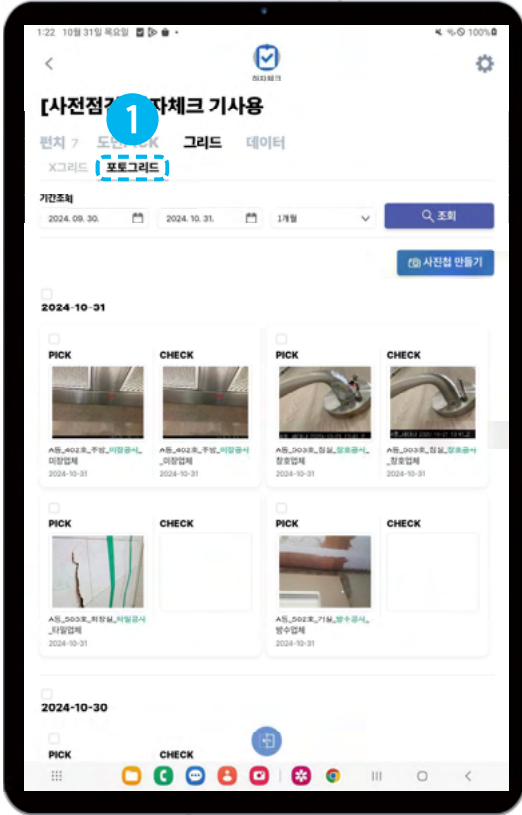 1:22 10월 31일 목요일
100%
하자체크
[사전점검] 하자체크 기사용
1
펀치 7 도면PICK 그리드 데이터
X그리드 포토그리드
기간조회
2024. 09. 30. 2024. 10. 31. 1개월 조회
사진첩 만들기
2024-10-31
PICK CHECK PICK CHECK
A동_402호_주방_미장공사_ A동_402호_주방_미장공사 A동_303호_침실_창호공사_ A동_303호_침실_창호공사
미장업체 _미장업체 창호업체 _창호업체
2024-10-31 2024-10-31 2024-10-31 2024-10-31
PICK CHECK PICK CHECK
A동_503호_화장실_타일공사 A동_502호_거실_방수공사_
_타일업체 방수업체
2024-10-31 2024-10-31
2024-10-30
PICK CHECK